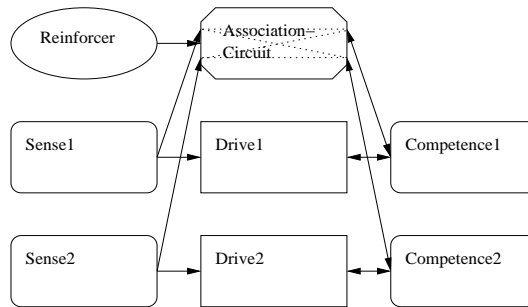 Reinforcer
Association−
Circuit
Sense1
Drive1
Competence1
Sense2
Drive2
Competence2